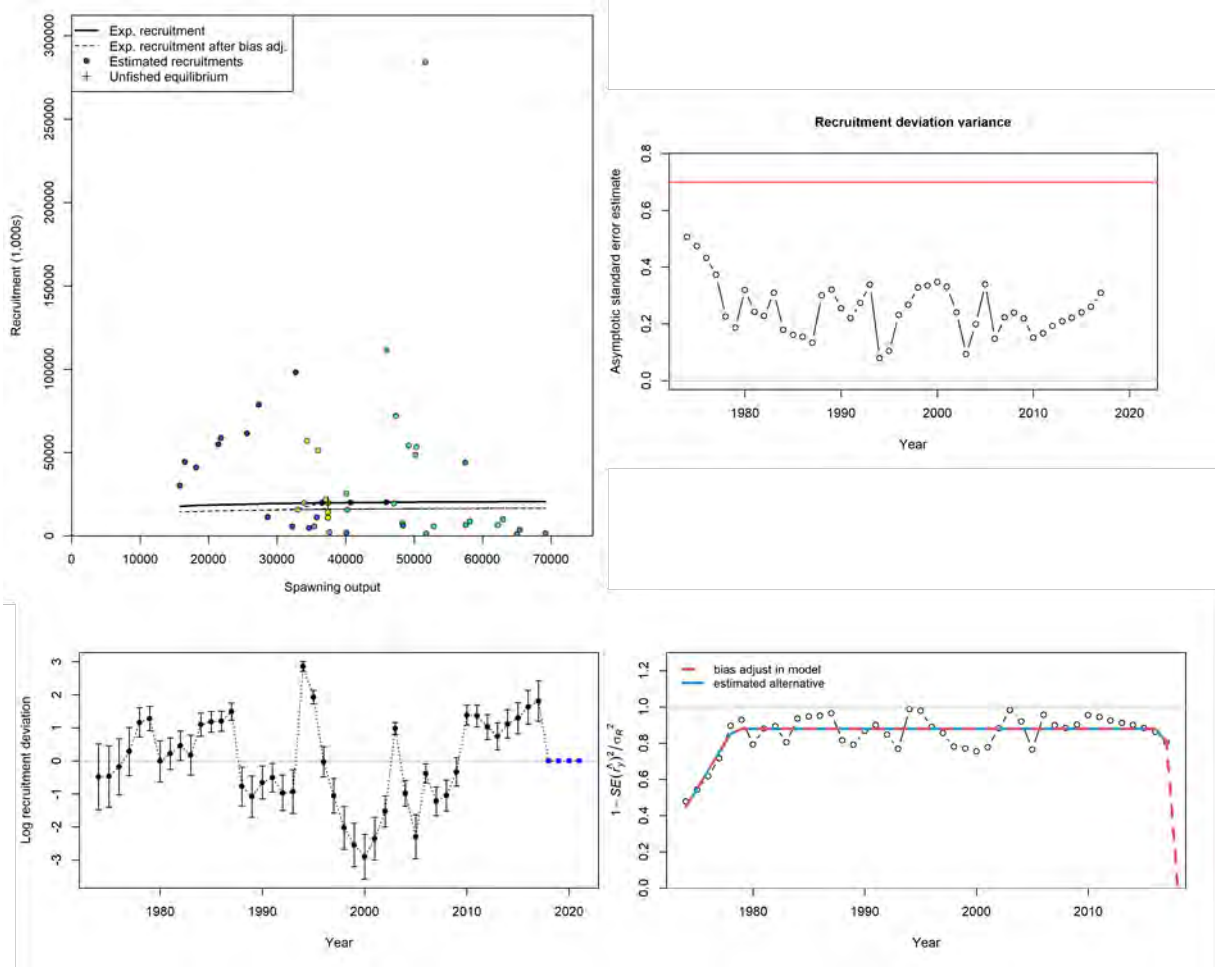 Exp. recruitment
Exp. recruitment after bias adj.
Estimated recruitments
Unfished equilibrium
Recruitment (1,000s)
300000
250000
200000
150000
100000
50000
0
0 10000 20000 30000 40000 50000 60000 70000
Spawning output
Recruitment deviation variance
Asymptotic standard error estimate
0.8
0.6
0.4
0.2
0.0
1980 1990 2000 2010 2020
Year
Log recruitment deviation
3
2
1
0
-1
-3
1980 1990 2000 2010 2020
Year
bias adjust in model
estimated alternative
1 − SE(r̂y)²/σR²
1.2
1.0
0.8
0.6
0.4
0.2
0.0
1980 1990 2000 2010
Year